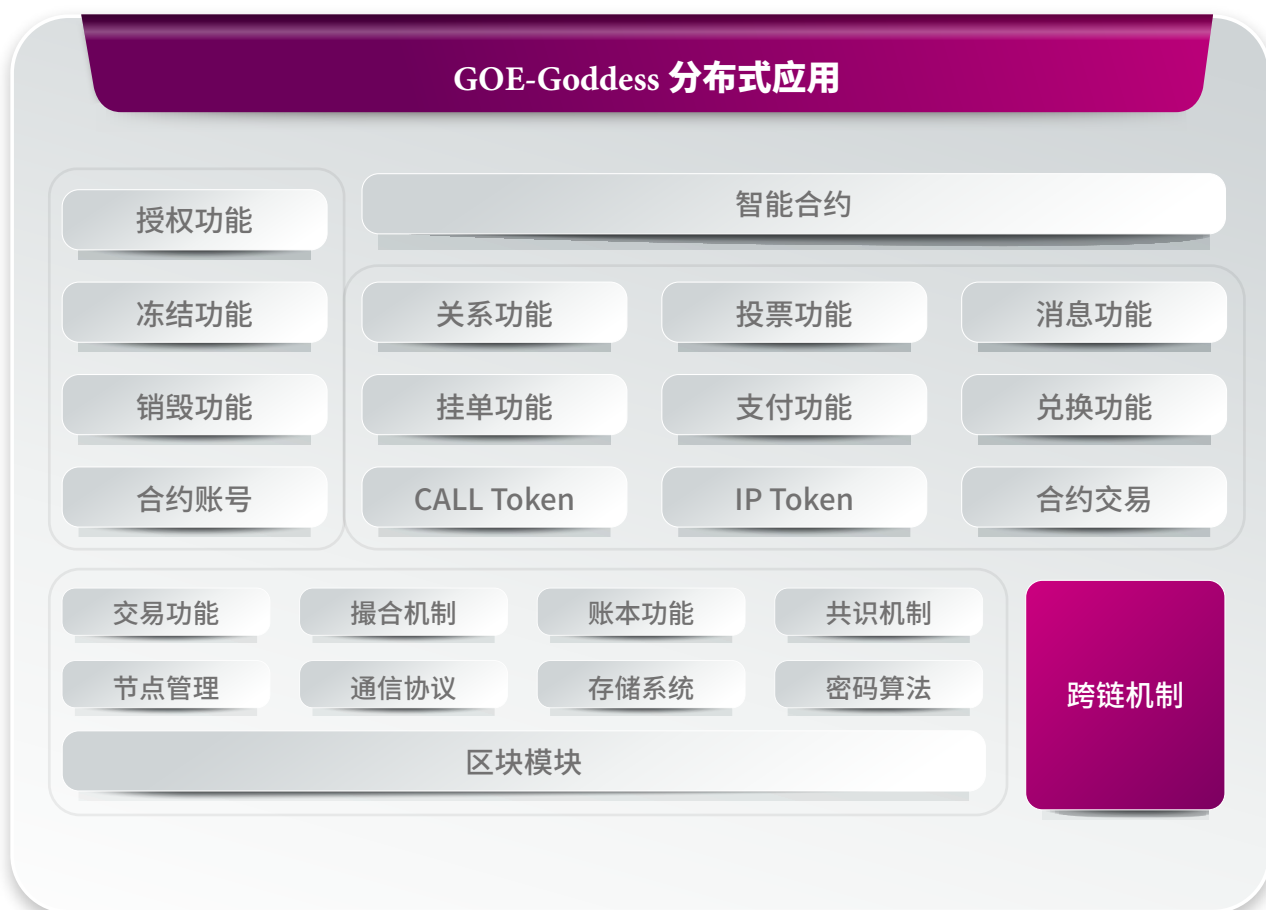 GOE-Goddess 分布式应用
授权功能
智能合约
冻结功能
关系功能
投票功能
消息功能
销毁功能
挂单功能
支付功能
兑换功能
合约账号
CALL Token
IP Token
合约交易
交易功能
撮合机制
账本功能
共识机制
节点管理
通信协议
存储系统
密码算法
跨链机制
区块模块